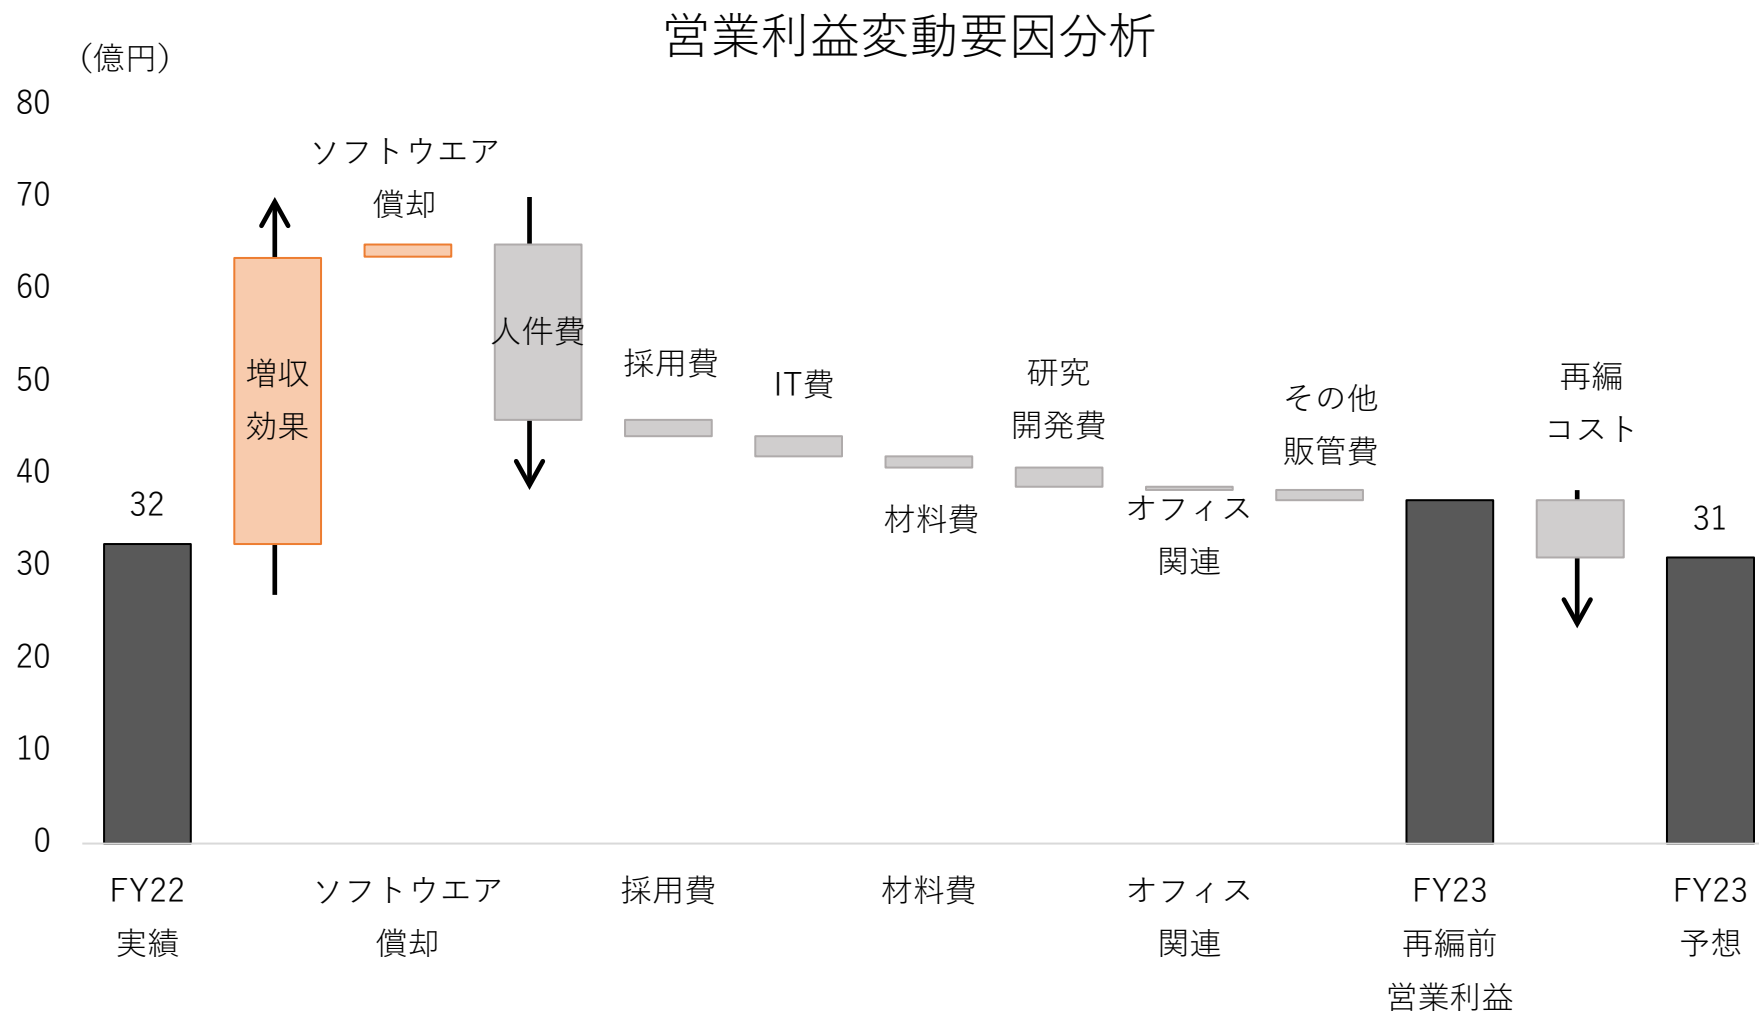 営業利益変動要因分析
（億円）
80
70
60
50
40
30
20
10
0
32
増収
効果
ソフトウエア
償却
人件費
採用費
IT費
材料費
研究
開発費
オフィス
関連
その他
販管費
再編
コスト
31
FY22
実績
ソフトウエア
償却
採用費
材料費
オフィス
関連
FY23
再編前
営業利益
FY23
予想